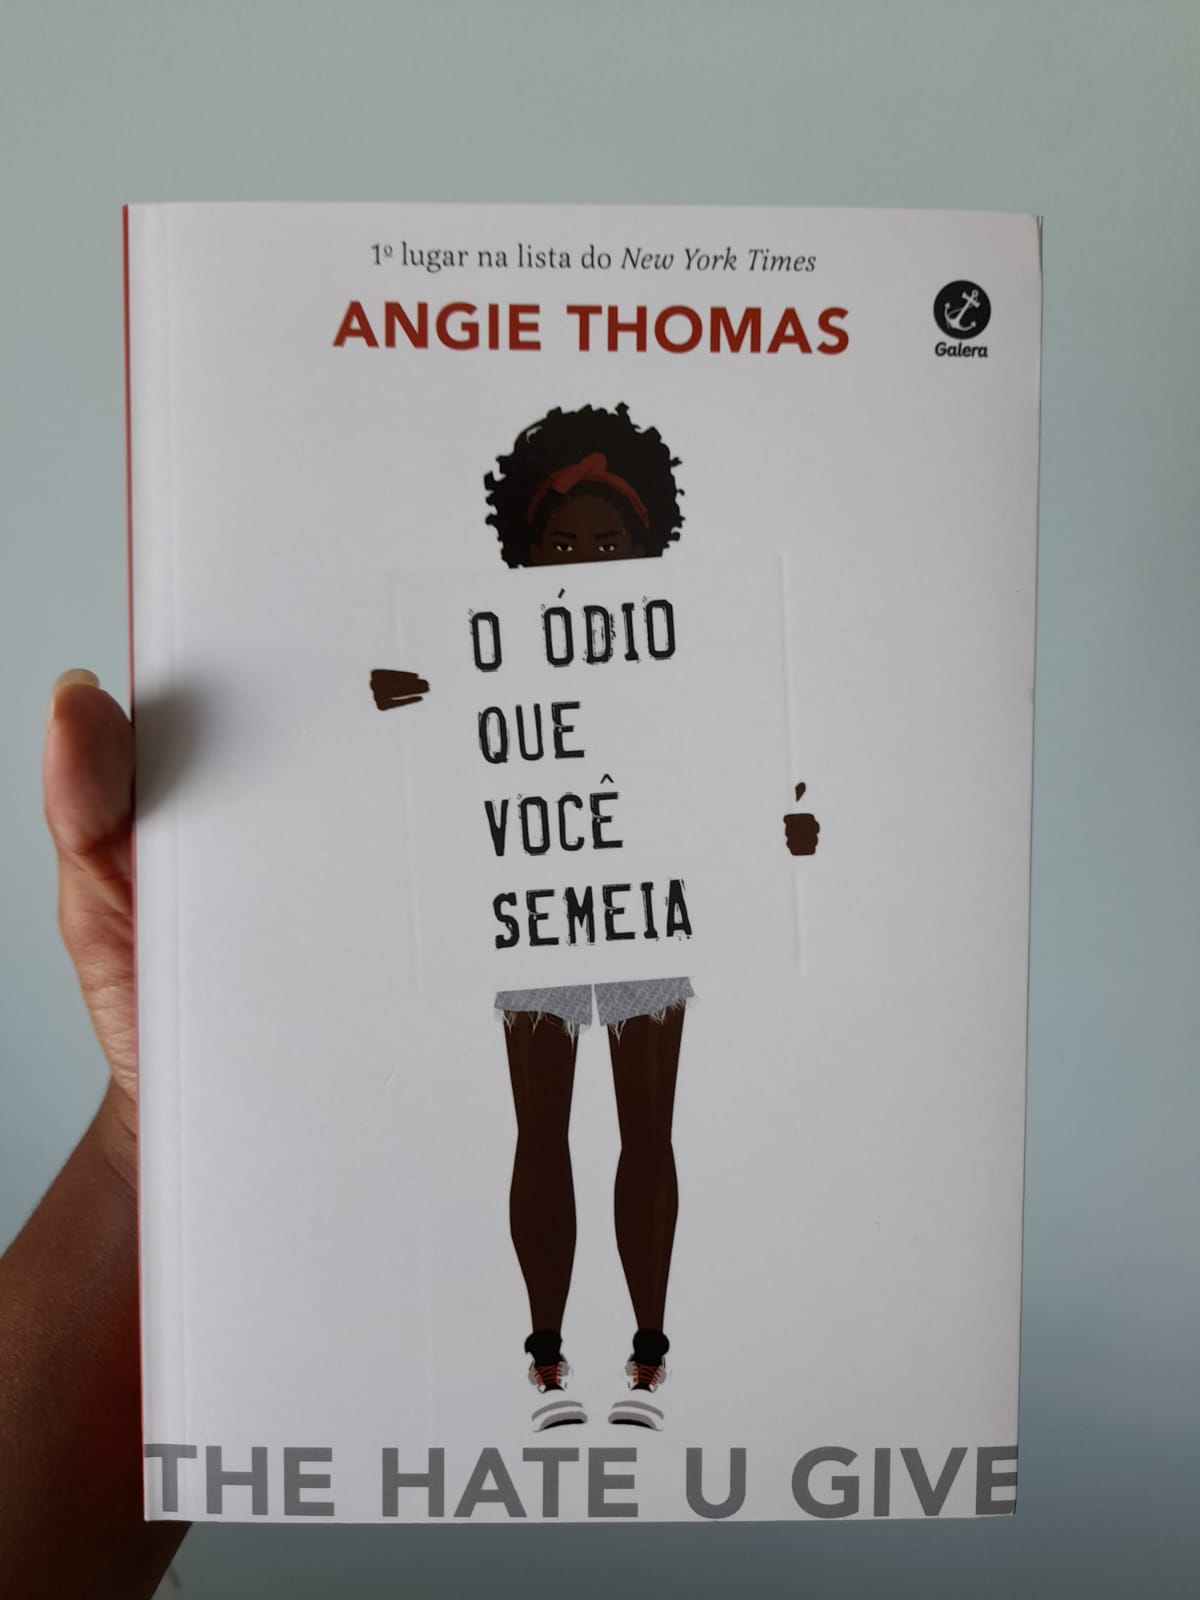 1º lugar na lista do New York Times
ANGIE THOMAS
Galera
O ÓDIO
QUE
VOCÊ
SEMEIA
THE HATE U GIVE